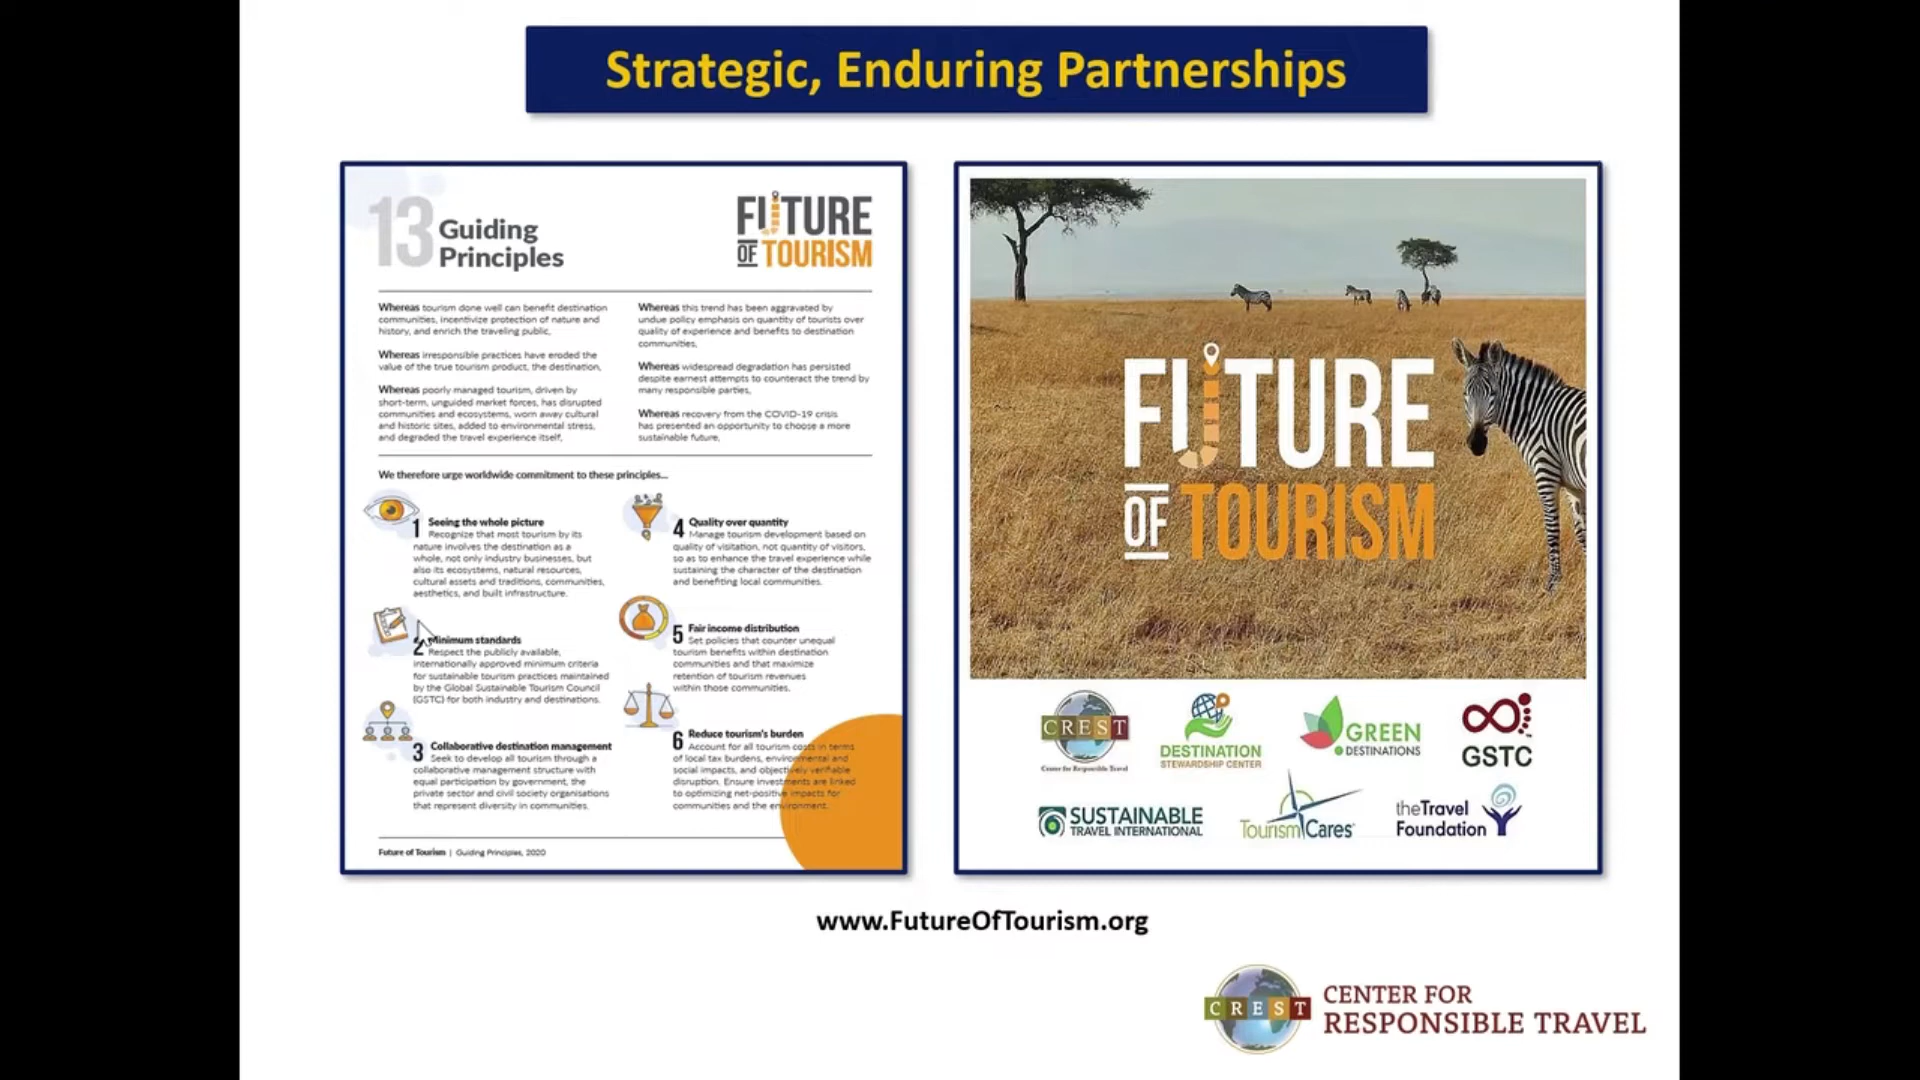 Strategic, Enduring Partnerships
13 Guiding
Principles
FUTURE
OF TOURISM
Whereas tourism done well can benefit destination
communities, incentivize protection of nature and
history, and enrich the traveling public,
Whereas irresponsible practices have eroded the
value of the true tourism product, the destination,
Whereas poorly managed tourism, driven by
short-term, unguided market forces, has disrupted
communities and ecosystems, worn away cultural
and historic sites, added to environmental stress,
and degraded the travel experience itself,
Whereas this trend has been aggravated by
undue policy emphasis on quantity of tourists over
quality of experience and benefits to destination
communities,
Whereas widespread degradation has persisted
despite earnest attempts to counteract the trend by
many responsible parties,
Whereas recovery from the COVID-19 crisis
has presented an opportunity to choose a more
sustainable future,
We therefore urge worldwide commitment to these principles...
1 Seeing the whole picture
Recognize that most tourism by its
nature involves the destination as a
whole, not only industry businesses, but
also its ecosystems, natural resources,
cultural assets and traditions, communities,
aesthetics, and built infrastructure.
2 Minimum standards
Respect the publicly available,
internationally approved minimum criteria
for sustainable tourism practices maintained
by the Global Sustainable Tourism Council
(GSTC) for both industry and destinations.
3 Collaborative destination management
Seek to develop all tourism through a
collaborative management structure with
equal participation by government, the
private sector and civil society organisations
that represent diversity in communities.
4 Quality over quantity
Manage tourism development based on
quality of visitation, not quantity of visitors,
so as to enhance the travel experience while
sustaining the character of the destination
and benefiting local communities.
5 Fair income distribution
Set policies that counter unequal
tourism benefits within destination
communities and that maximize
retention of tourism revenues
within those communities.
6 Reduce tourism's burden
Account for all tourism costs in terms
of local tax burdens, environmental and
social impacts, and objectively verifiable
disruption. Ensure investments are linked
to optimizing net-positive impacts for
communities and the environment.
Future of Tourism | Guiding Principles, 2020
FUTURE
OF TOURISM
CREST
Center for Responsible Travel
DESTINATION
STEWARDSHIP CENTER
GREEN
DESTINATIONS
GSTC
SUSTAINABLE
TRAVEL INTERNATIONAL
TourismCares
theTravel
Foundation
www.FutureOfTourism.org
CREST
CENTER FOR
RESPONSIBLE TRAVEL